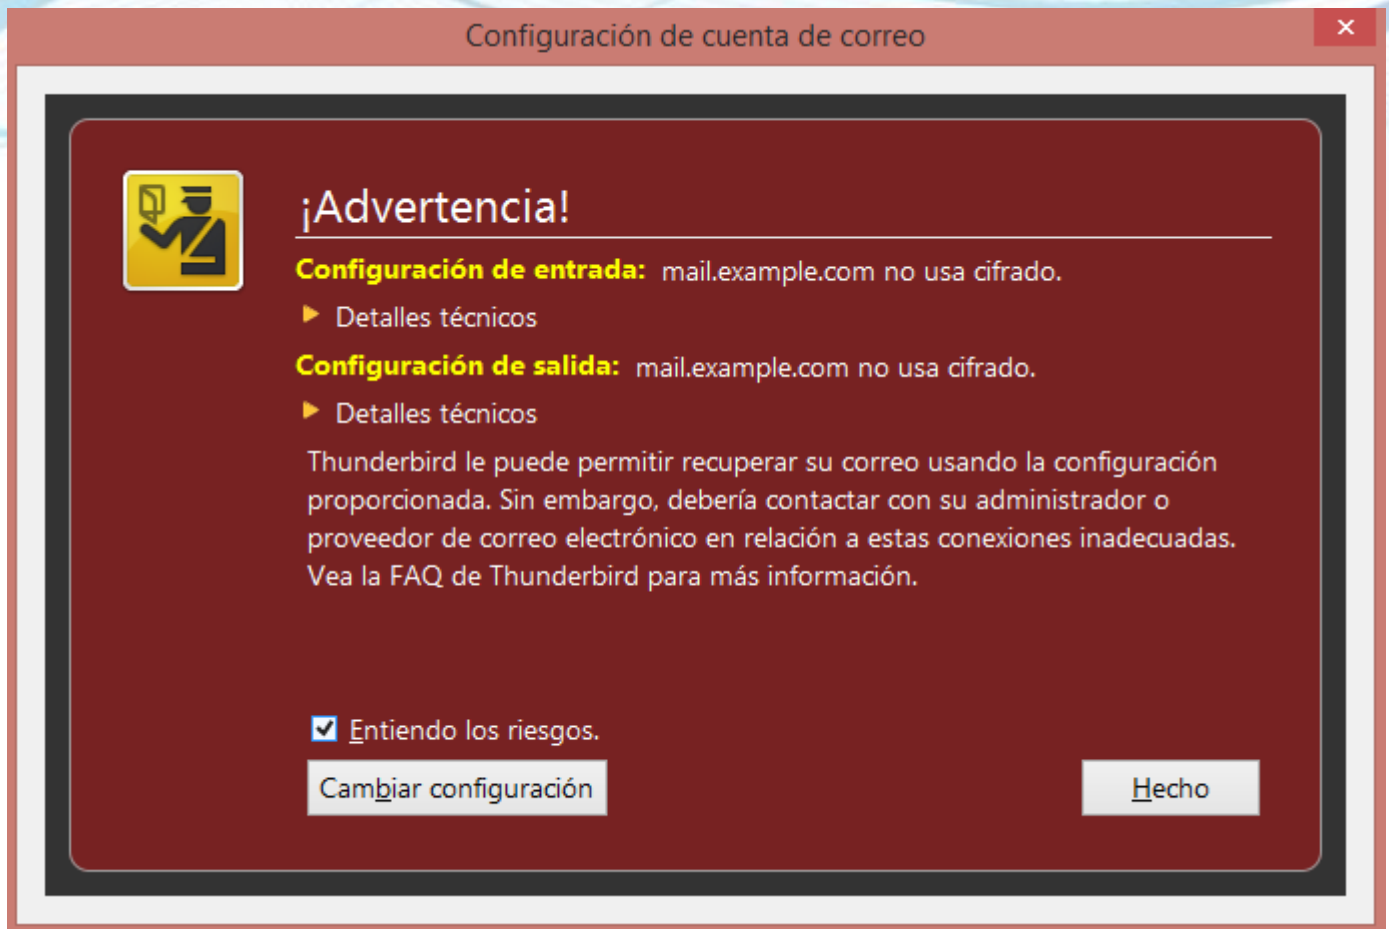 Configuración de cuenta de correo
¡Advertencia!
Configuración de entrada: mail.example.com no usa cifrado.
Detalles técnicos
Configuración de salida: mail.example.com no usa cifrado.
Detalles técnicos
Thunderbird le puede permitir recuperar su correo usando la configuración
proporcionada. Sin embargo, debería contactar con su administrador o
proveedor de correo electrónico en relación a estas conexiones inadecuadas.
Vea la FAQ de Thunderbird para más información.
Entiendo los riesgos.
Cambiar configuración
Hecho